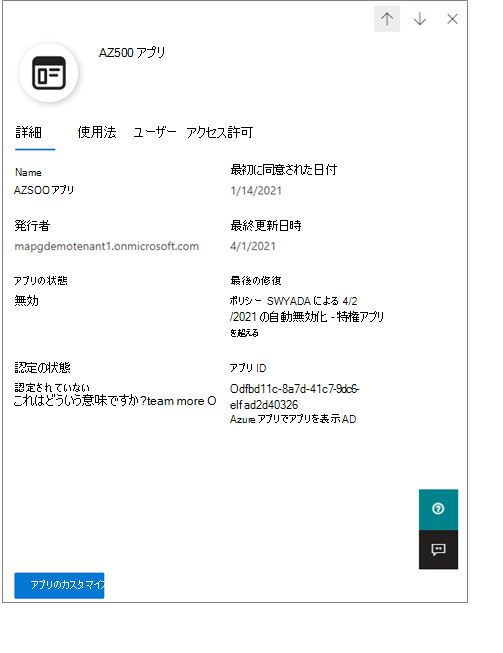 AZ500 アプリ
詳細 使用法 ユーザー アクセス許可
Name
AZSOO アプリ
最初に同意された日付
1/14/2021
発行者
mapgdemotenant1.onmicrosoft.com
最終更新日時
4/1/2021
アプリの状態
無効
最後の修復
ポリシー SWYADA による 4/2
/2021 の自動無効化 - 特権アプリ
を超える
認定の状態
認定されていない
これはどういう意味ですか?team more O
アプリ ID
Odfbd11c-8a7d-41c7-9dc6-
elf ad2d40326
Azure アプリでアプリを表示 AD
アプリのカスタマイズ